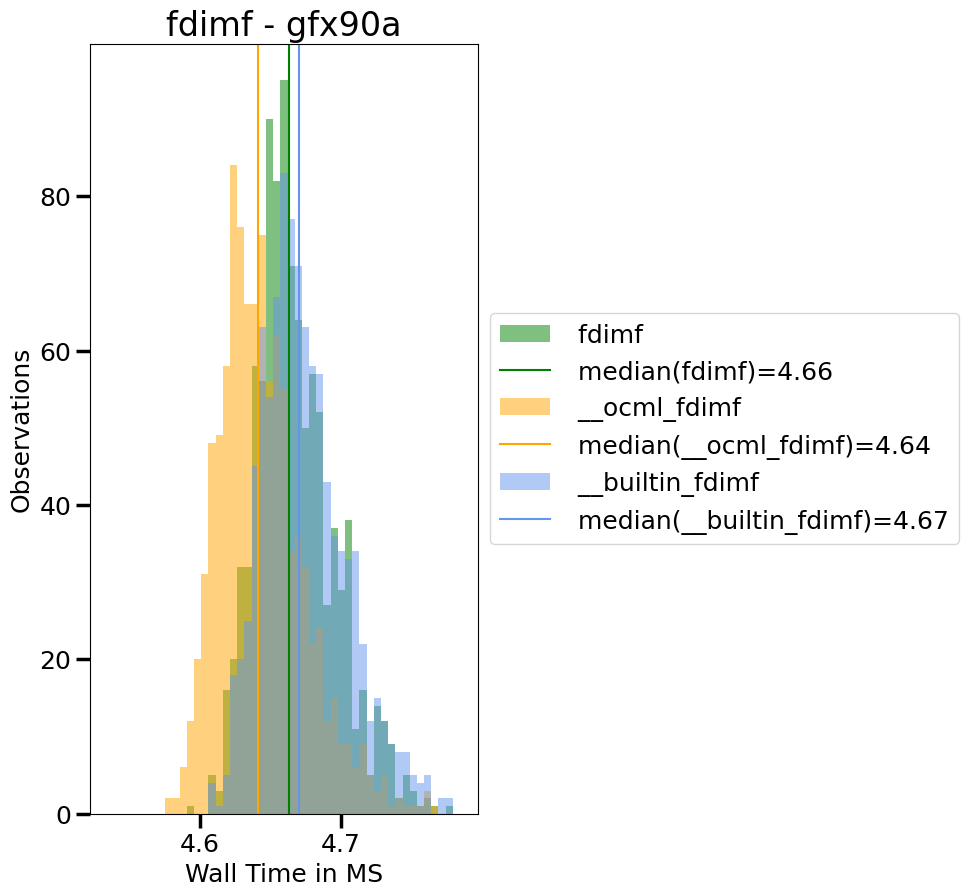 fdimf - gfx90a
Observations
80
60
40
20
0
4.6 4.7
Wall Time in MS
fdimf
median(fdimf)=4.66
__ocml_fdimf
median(__ocml_fdimf)=4.64
__builtin_fdimf
median(__builtin_fdimf)=4.67